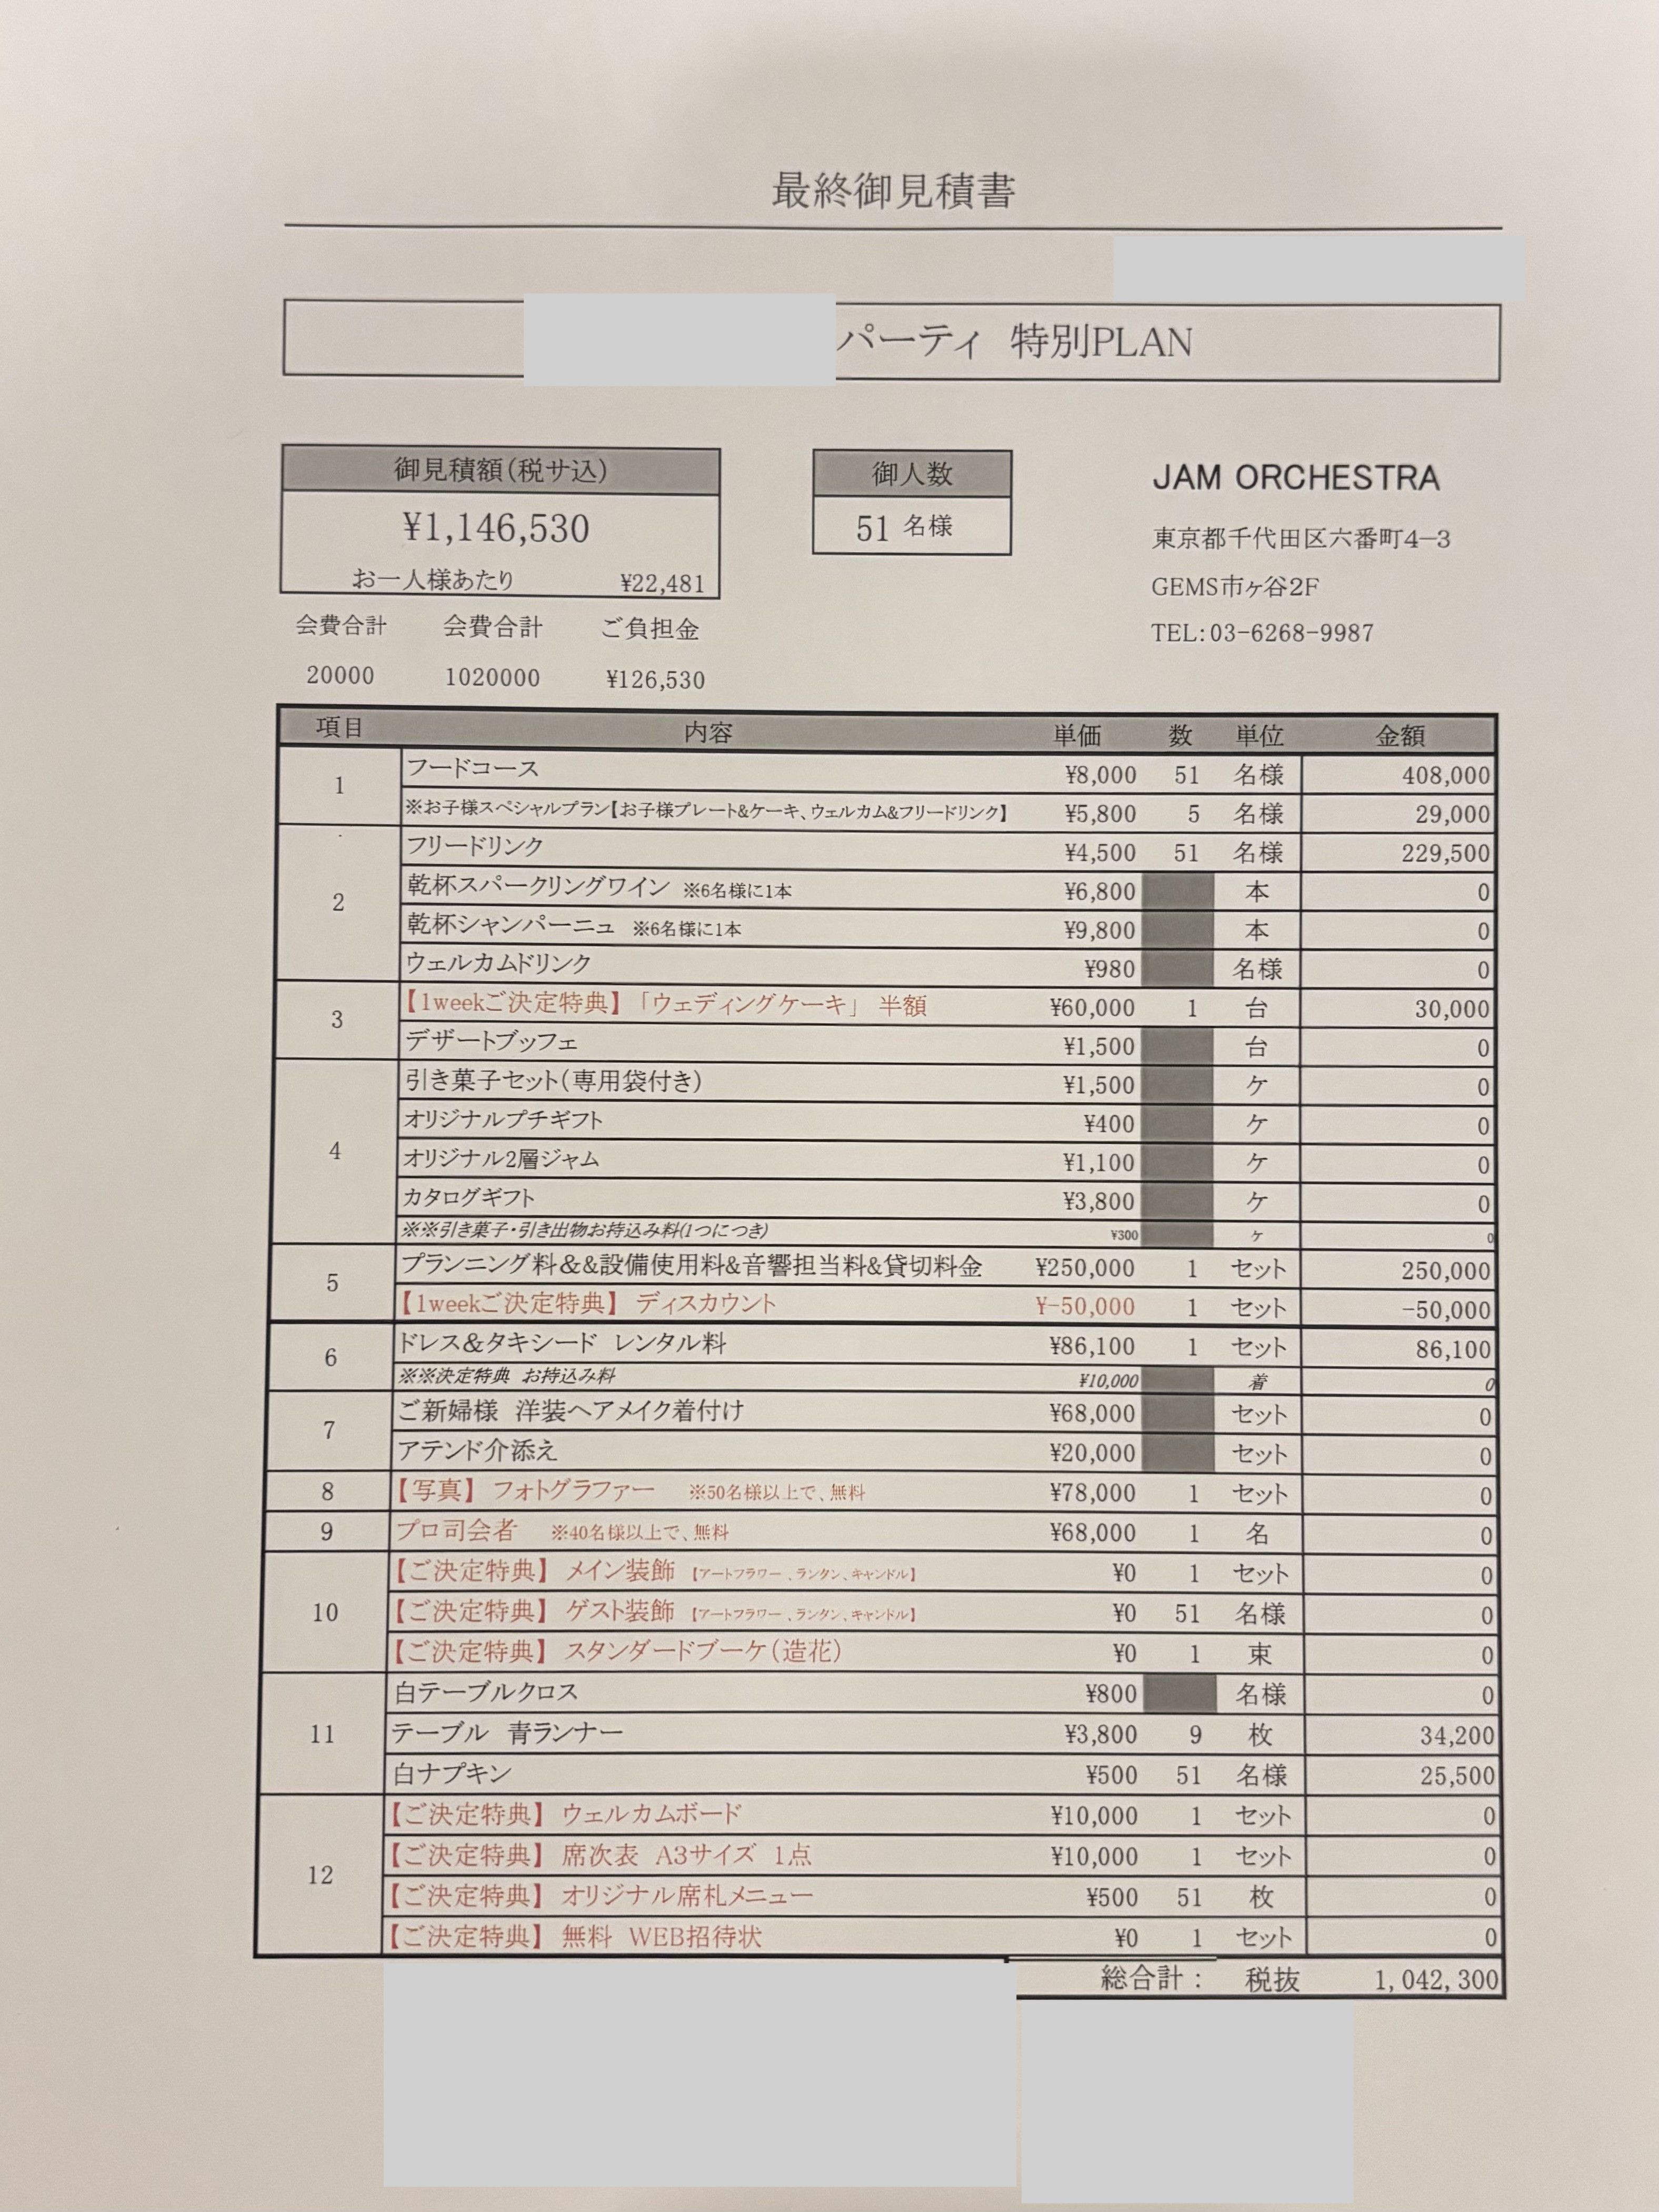 最終御見積書
パーティ 特別PLAN
御見積額(税サ込)
¥1,146,530
お一人様あたり ¥22,481
御人数
51 名様
JAM ORCHESTRA
東京都千代田区六番町4-3
GEMS市ヶ谷2F
TEL:03-6268-9987
会費合計 会費合計 ご負担金
20000 1020000 ¥126,530
項目 内容 単価 数 単位 金額
1 フードコース ¥8,000 51 名様 408,000
※お子様スペシャルプラン【お子様プレート&ケーキ、ウェルカム&フリードリンク】 ¥5,800 5 名様 29,000
2 フリードリンク ¥4,500 51 名様 229,500
乾杯スパークリングワイン ※6名様に1本 ¥6,800 本 0
乾杯シャンパーニュ ※6名様に1本 ¥9,800 本 0
ウェルカムドリンク ¥980 名様 0
3 【1weekご決定特典】「ウェディングケーキ」 半額 ¥60,000 1 台 30,000
デザートブッフェ ¥1,500 台 0
4 引き菓子セット(専用袋付き) ¥1,500 ケ 0
オリジナルプチギフト ¥400 ケ 0
オリジナル2層ジャム ¥1,100 ケ 0
カタログギフト ¥3,800 ケ 0
※※引き菓子・引き出物お持込み料(1つにつき) ¥300 ケ 0
5 プランニング料&&設備使用料&音響担当料&貸切料金 ¥250,000 1 セット 250,000
【1weekご決定特典】 ディスカウント ¥-50,000 1 セット -50,000
6 ドレス&タキシード レンタル料 ¥86,100 1 セット 86,100
※※決定特典 お持込み料 ¥10,000 着 0
7 ご新婦様 洋装ヘアメイク着付け ¥68,000 セット 0
アテンド介添え ¥20,000 セット 0
8 【写真】 フォトグラファー ※50名様以上で、無料 ¥78,000 1 セット 0
9 プロ司会者 ※40名様以上で、無料 ¥68,000 1 名 0
10 【ご決定特典】 メイン装飾 【アートフラワー、ランタン、キャンドル】 ¥0 1 セット 0
【ご決定特典】 ゲスト装飾 【アートフラワー、ランタン、キャンドル】 ¥0 51 名様 0
【ご決定特典】 スタンダードブーケ(造花) ¥0 1 束 0
11 白テーブルクロス ¥800 名様 0
テーブル 青ランナー ¥3,800 9 枚 34,200
白ナプキン ¥500 51 名様 25,500
12 【ご決定特典】 ウェルカムボード ¥10,000 1 セット 0
【ご決定特典】 席次表 A3サイズ 1点 ¥10,000 1 セット 0
【ご決定特典】 オリジナル席札メニュー ¥500 51 枚 0
【ご決定特典】 無料 WEB招待状 ¥0 1 セット 0
総合計: 税抜 1,042,300